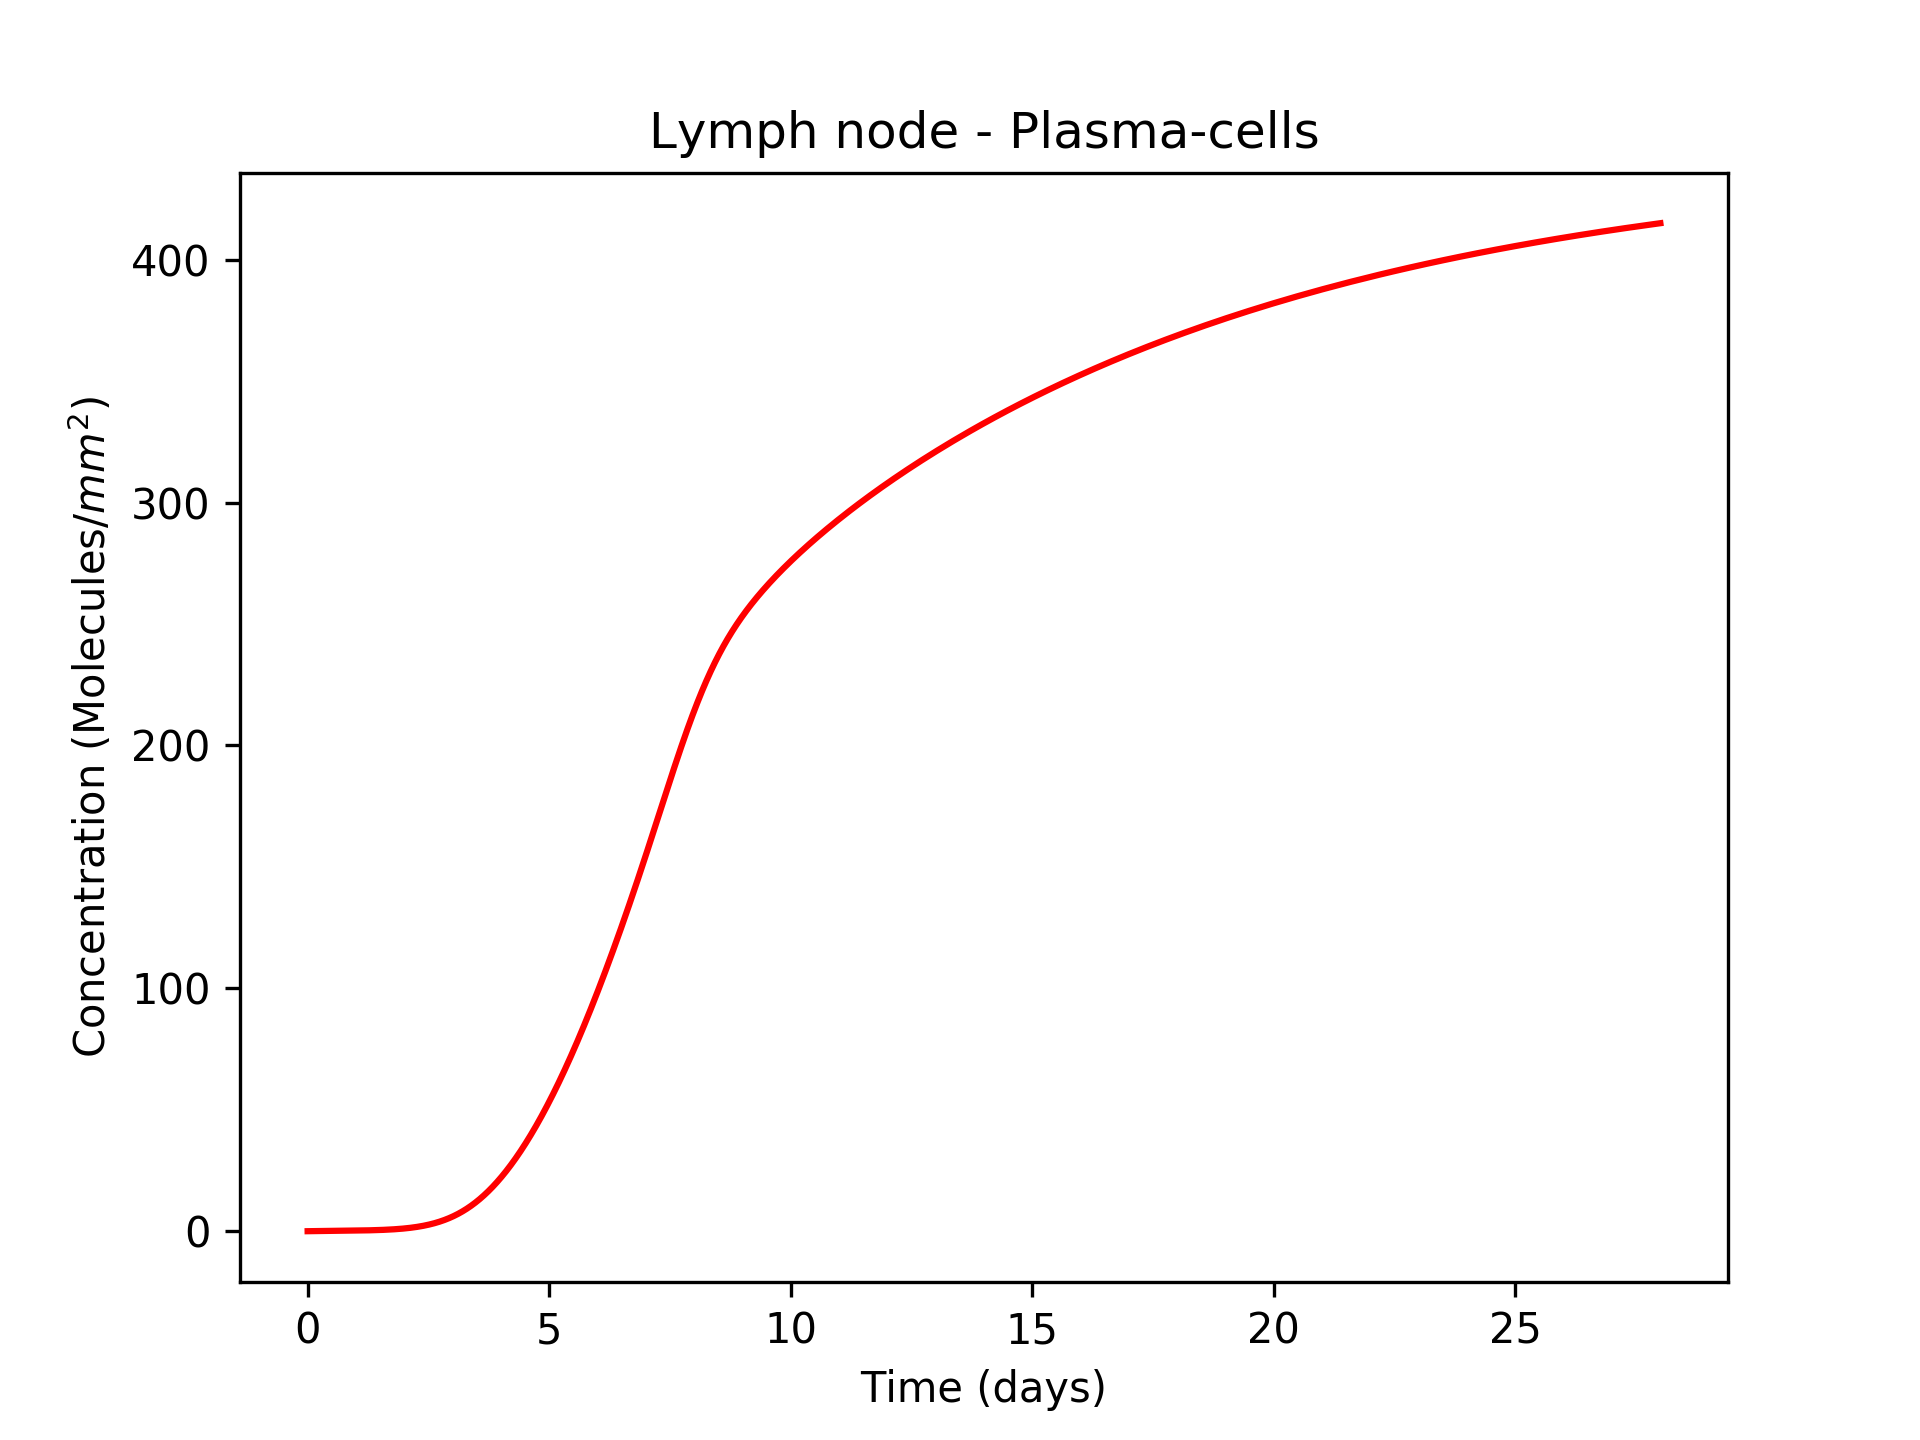 Lymph node - Plasma-cells
Concentration (Molecules/mm²)
400
300
200
100
0
0 5 10 15 20 25
Time (days)